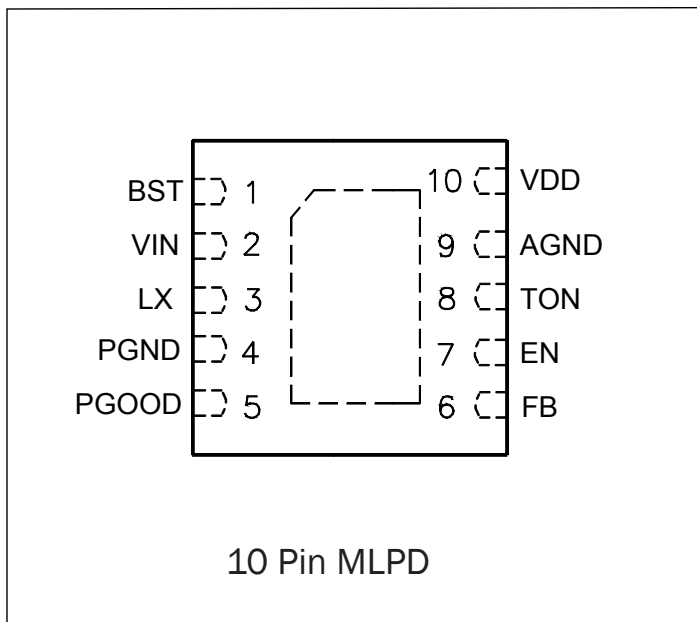 BST 1 10 VDD
VIN 2 9 AGND
LX 3 8 TON
PGND 4 7 EN
PGOOD 5 6 FB
10 Pin MLPD